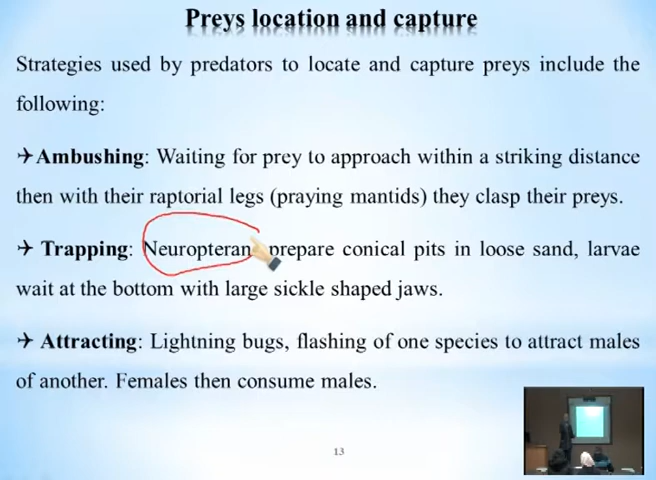 Preys location and capture
Strategies used by predators to locate and capture preys include the
following:
✈Ambushing: Waiting for prey to approach within a striking distance
then with their raptorial legs (praying mantids) they clasp their preys.
✈ Trapping: Neuropteran prepare conical pits in loose sand, larvae
wait at the bottom with large sickle shaped jaws.
✈ Attracting: Lightning bugs, flashing of one species to attract males
of another. Females then consume males.
13